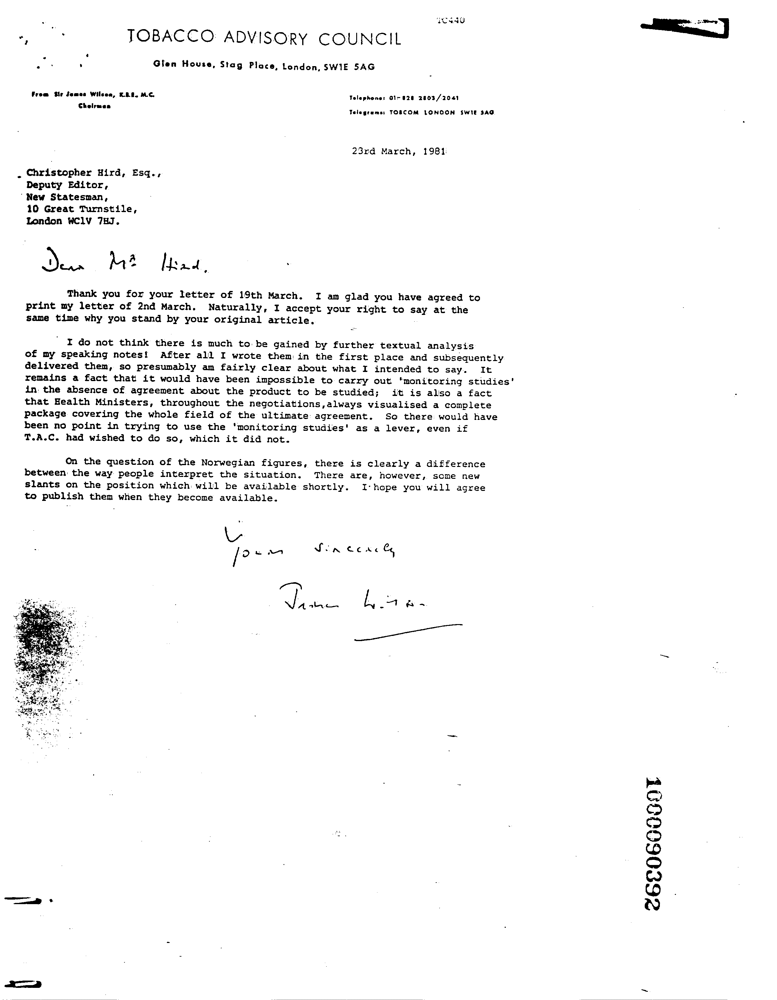 TC440
TOBACCO ADVISORY COUNCIL
Glen House, Stag Place, London, SW1E 5AG
From Sir James Wilson, K.B.E., M.C.
Chairman
Telephone: 01-828 2803/2041
Telegrams: TOBCOM LONDON SW1E 5AG
23rd March, 1981
Christopher Hird, Esq.,
Deputy Editor,
New Statesman,
10 Great Turnstile,
London WC1V 7HJ.
Dear Mr Hird,
Thank you for your letter of 19th March. I am glad you have agreed to
print my letter of 2nd March. Naturally, I accept your right to say at the
same time why you stand by your original article.
I do not think there is much to be gained by further textual analysis
of my speaking notes! After all I wrote them in the first place and subsequently
delivered them, so presumably am fairly clear about what I intended to say. It
remains a fact that it would have been impossible to carry out 'monitoring studies'
in the absence of agreement about the product to be studied; it is also a fact
that Health Ministers, throughout the negotiations, always visualised a complete
package covering the whole field of the ultimate agreement. So there would have
been no point in trying to use the 'monitoring studies' as a lever, even if
T.A.C. had wished to do so, which it did not.
On the question of the Norwegian figures, there is clearly a difference
between the way people interpret the situation. There are, however, some new
slants on the position which will be available shortly. I hope you will agree
to publish them when they become available.
Yours sincerely
James Wilson
1000090392